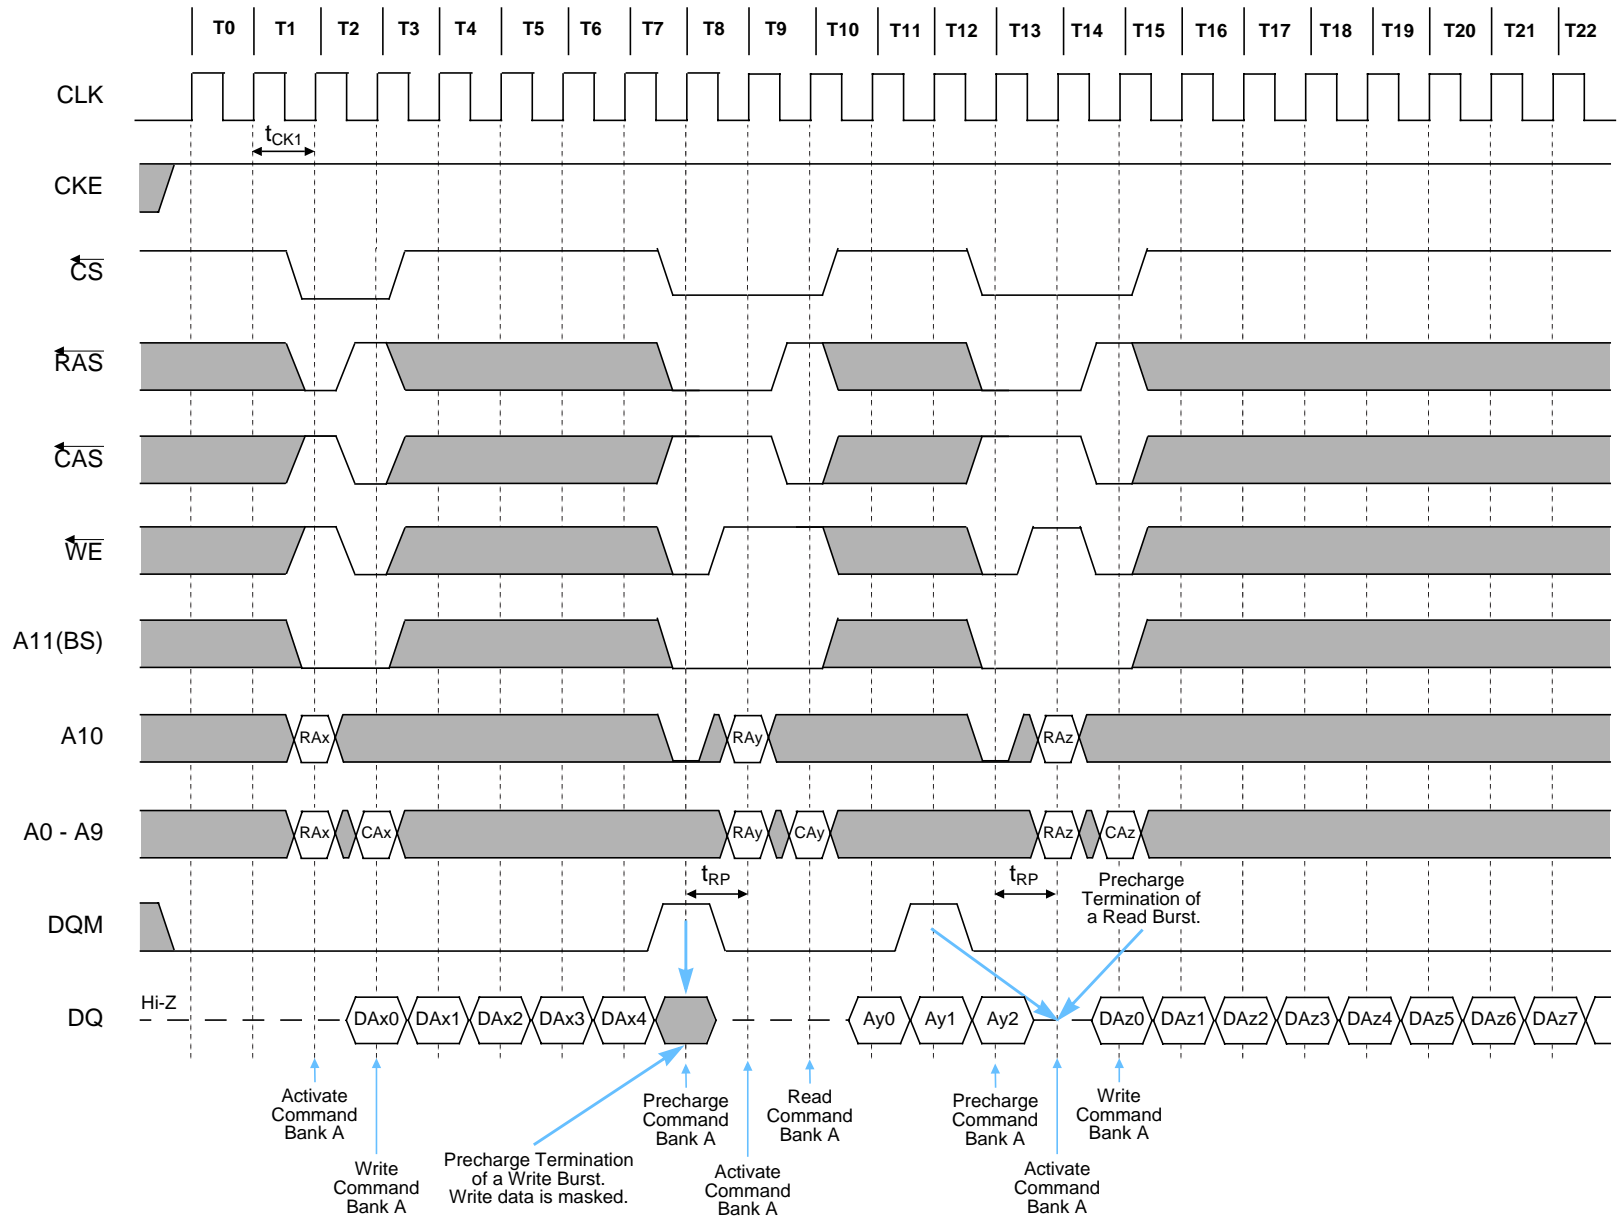 T0 T1 T2 T3 T4 T5 T6 T7 T8 T9 T10 T11 T12 T13 T14 T15 T16 T17 T18 T19 T20 T21 T22
CLK
tCK1
CKE
CS
RAS
CAS
WE
A11(BS)
A10
RAx RAy RAz
A0 - A9
RAx CAx RAy CAy RAz CAz
tRP tRP
Precharge
Termination of
a Read Burst.
DQM
Hi-Z
DQ
DAx0 DAx1 DAx2 DAx3 DAx4 Ay0 Ay1 Ay2 DAz0 DAz1 DAz2 DAz3 DAz4 DAz5 DAz6 DAz7
Activate
Command
Bank A
Write
Command
Bank A
Precharge Termination
of a Write Burst.
Write data is masked.
Precharge
Command
Bank A
Activate
Command
Bank A
Read
Command
Bank A
Precharge
Command
Bank A
Activate
Command
Bank A
Write
Command
Bank A